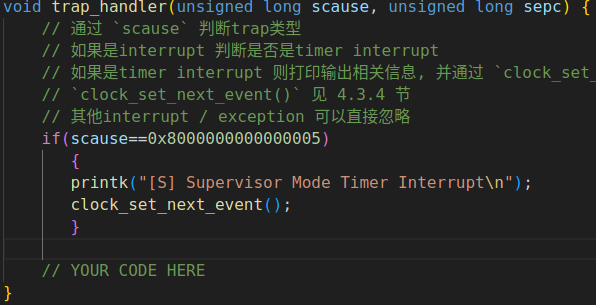 void trap_handler(unsigned long scause, unsigned long sepc) {
// 通过 `scause` 判断trap类型
// 如果是interrupt 判断是否是timer interrupt
// 如果是timer interrupt 则打印输出相关信息, 并通过 `clock_set_
// `clock_set_next_event()` 见 4.3.4 节
// 其他interrupt / exception 可以直接忽略
if(scause==0x8000000000000005)
{
printk("[S] Supervisor Mode Timer Interrupt\n");
clock_set_next_event();
}
// YOUR CODE HERE
}